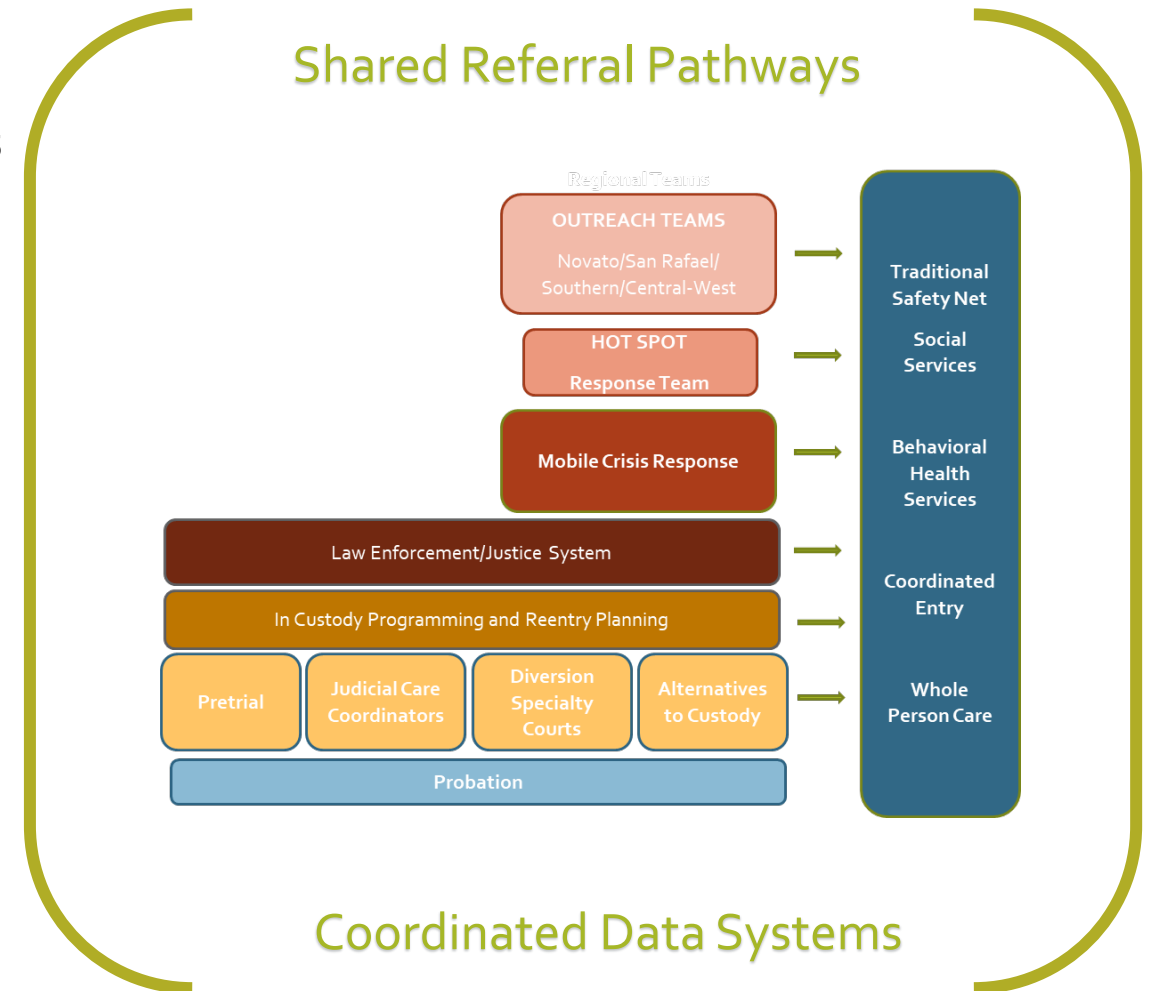 Shared Referral Pathways
s
Regional Teams
OUTREACH TEAMS
Novato/San Rafael/
Southern/Central-West
HOT SPOT
Response Team
Mobile Crisis Response
Law Enforcement/Justice System
In Custody Programming and Reentry Planning
Pretrial
Judicial Care
Coordinators
Diversion
Specialty
Courts
Alternatives
to Custody
Probation
Traditional
Safety Net
Social
Services
Behavioral
Health
Services
Coordinated
Entry
Whole
Person Care
Coordinated Data Systems